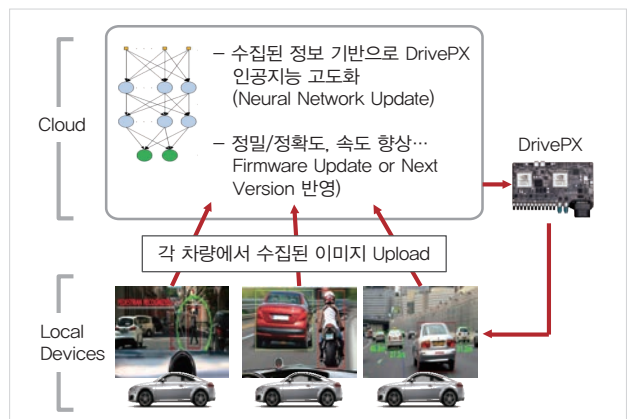 – 수집된 정보 기반으로 DrivePX
인공지능 고도화
(Neural Network Update)
Cloud
– 정밀/정확도, 속도 향상…
Firmware Update or Next
Version 반영)
DrivePX
각 차량에서 수집된 이미지 Upload
Local
Devices